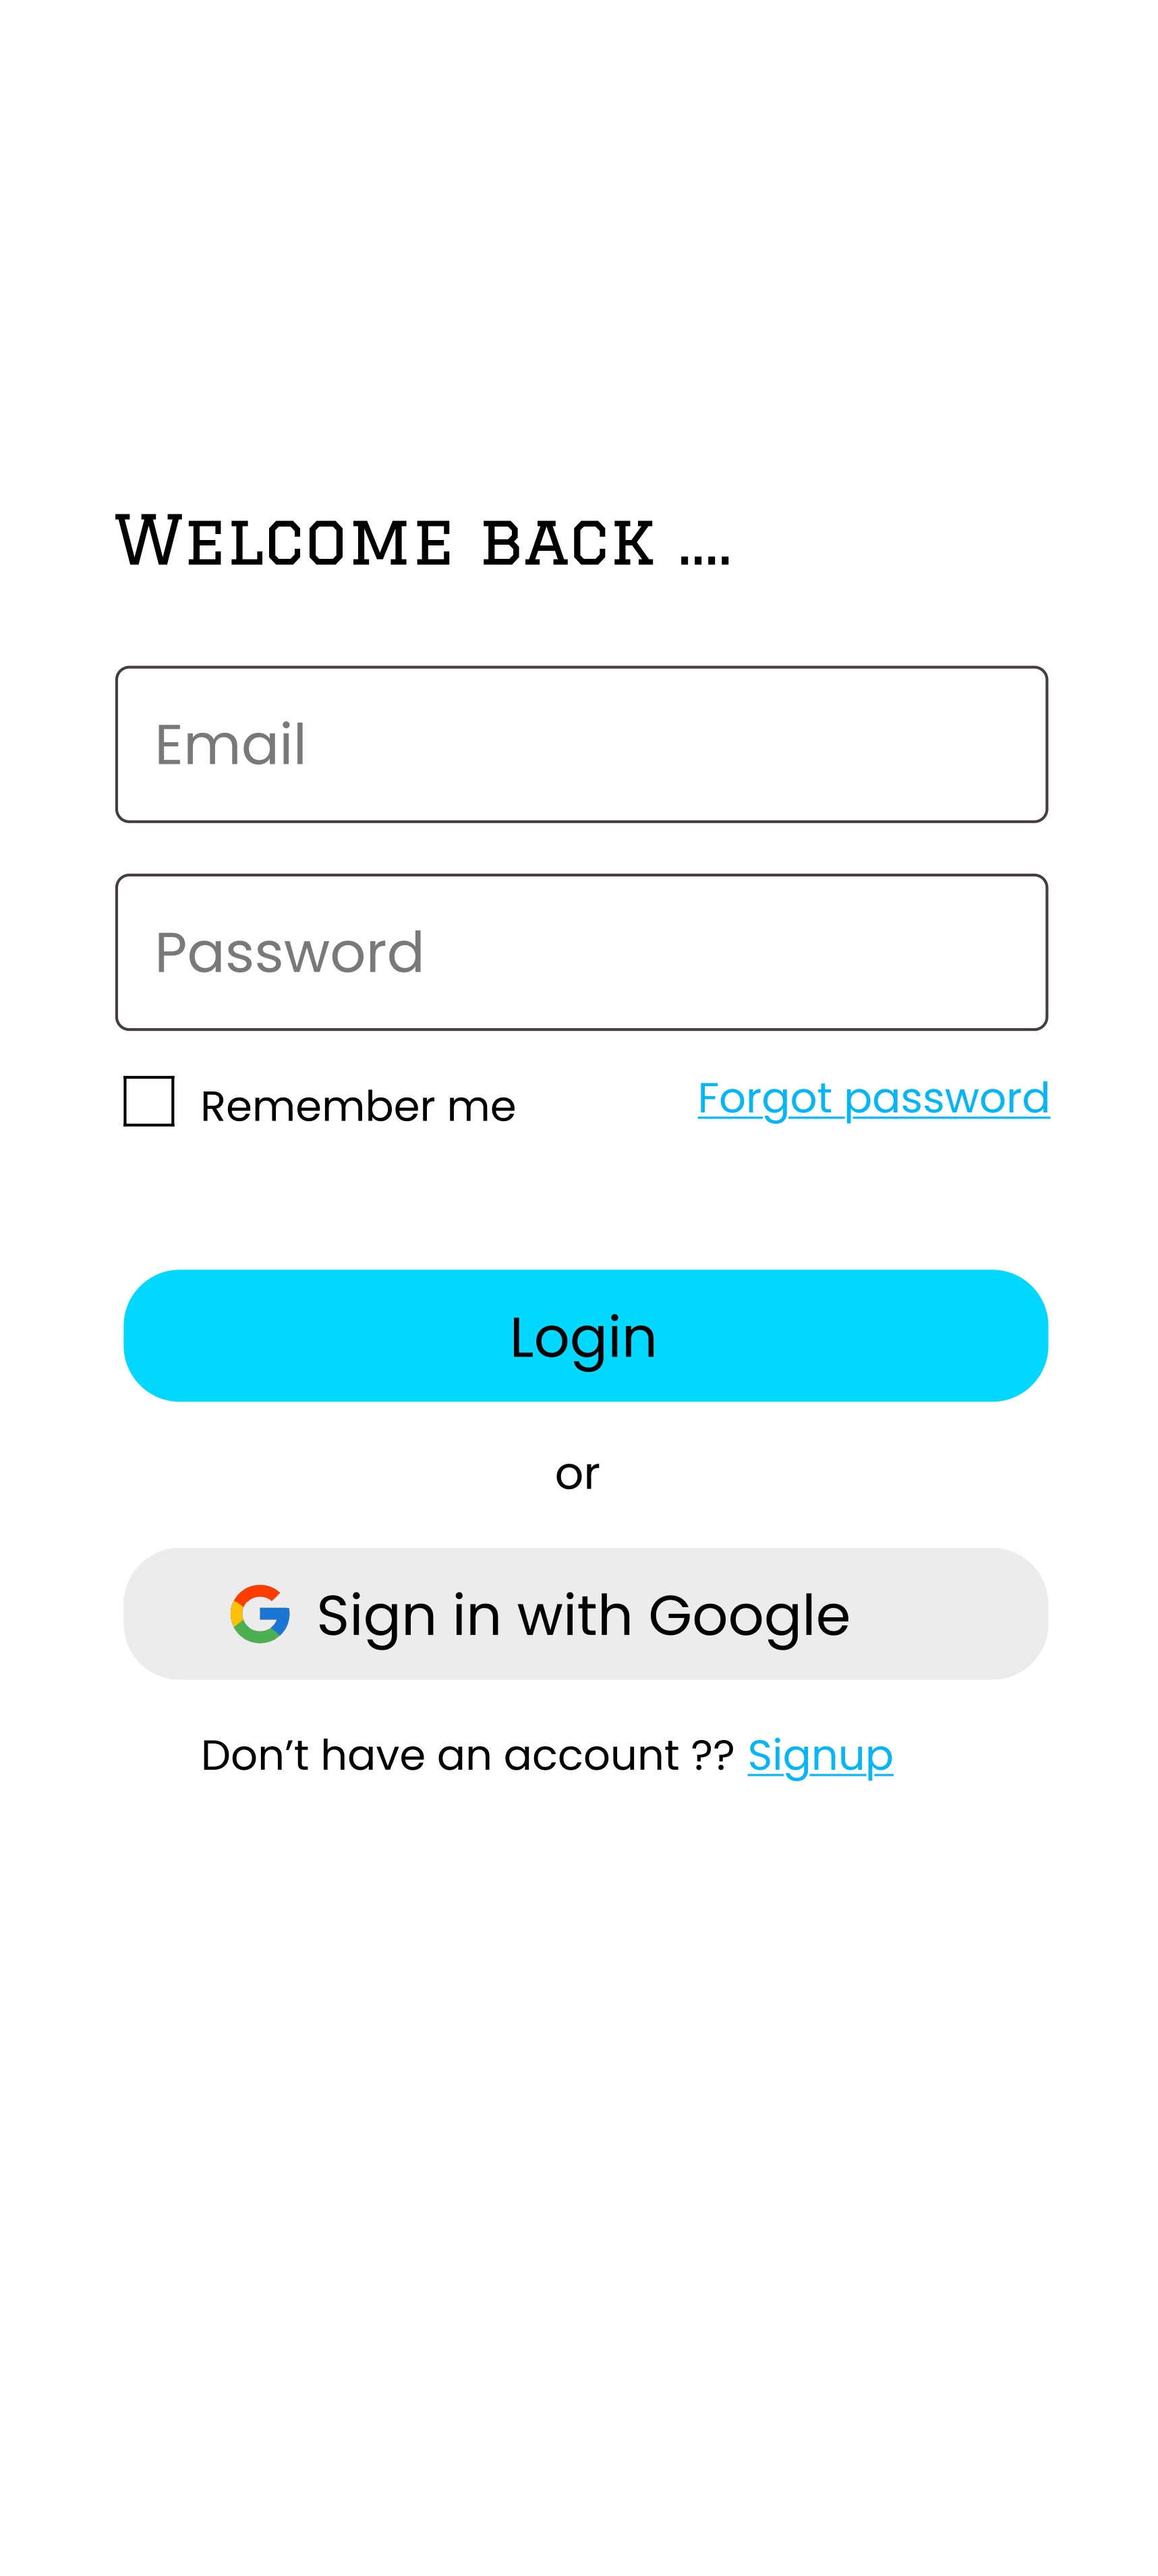 Welcome back ....
Email
Password
Remember me
Forgot password
Login
or
Sign in with Google
Don’t have an account ?? Signup